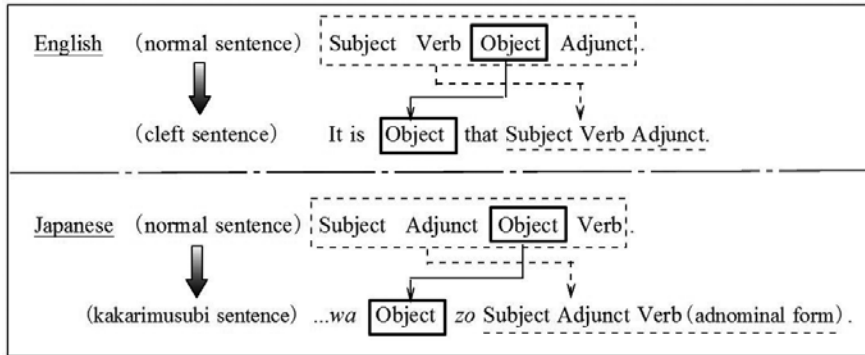 English (normal sentence) Subject Verb Object Adjunct.
(cleft sentence) It is Object that Subject Verb Adjunct.
Japanese (normal sentence) Subject Adjunct Object Verb.
(kakarimusubi sentence) ...wa Object zo Subject Adjunct Verb (adnominal form).